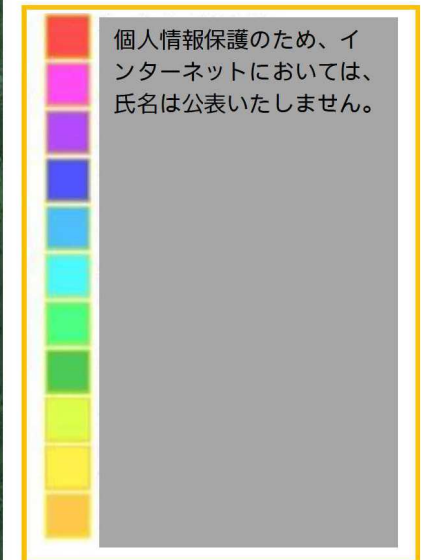 個人情報保護のため、イ
ンターネットにおいては、
氏名は公表いたしません。